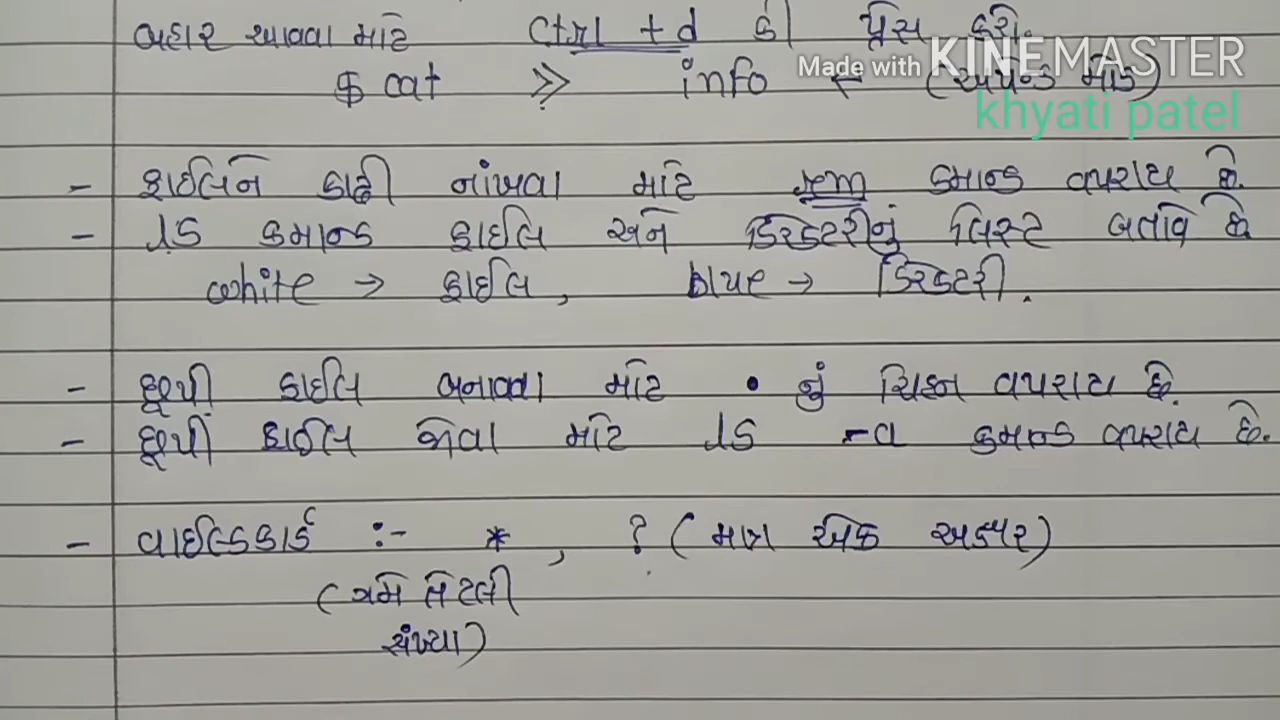 બહાર આવવા માટે Ctrl + d કી પ્રેસ કરો.
Made with KINEMASTER
$ cat >> info ← (એપેન્ડ મોડ)
khyati patel
- ફાઈલને કાઢી નાંખવા માટે rm કમાન્ડ વપરાય છે.
- ls કમાન્ડ ફાઈલ અને ડિરેક્ટરીનું લિસ્ટ બતાવે છે
white → ફાઈલ, blue → ડિરેક્ટરી.
- છૂપી ફાઈલ બનાવવા માટે • નું ચિહ્ન વપરાય છે.
- છૂપી ફાઈલ જોવા માટે ls -a કમાન્ડ વપરાય છે.
- વાઈલ્ડકાર્ડ :- *, ? (માત્ર એક અક્ષર)
(ગમે તેટલી
સંખ્યા)